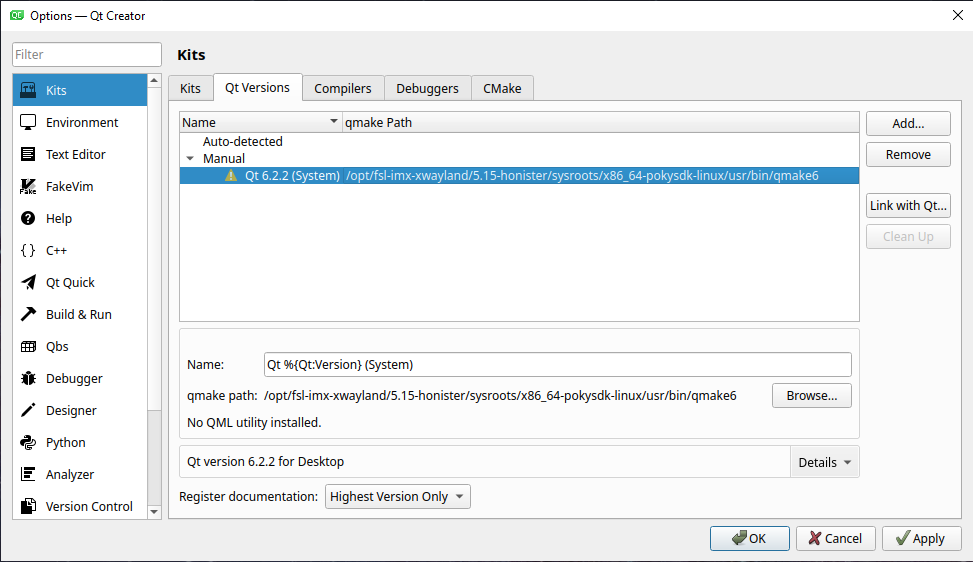 Options — Qt Creator
Filter
Kits
Environment
Text Editor
FakeVim
Help
C++
Qt Quick
Build & Run
Qbs
Debugger
Designer
Python
Analyzer
Version Control
Kits
Kits Qt Versions Compilers Debuggers CMake
Name qmake Path
Auto-detected
Manual
Qt 6.2.2 (System) /opt/fsl-imx-xwayland/5.15-honister/sysroots/x86_64-pokysdk-linux/usr/bin/qmake6
Add...
Remove
Link with Qt...
Clean Up
Name: Qt %{Qt:Version} (System)
qmake path: /opt/fsl-imx-xwayland/5.15-honister/sysroots/x86_64-pokysdk-linux/usr/bin/qmake6 Browse...
No QML utility installed.
Qt version 6.2.2 for Desktop Details
Register documentation: Highest Version Only
OK Cancel Apply